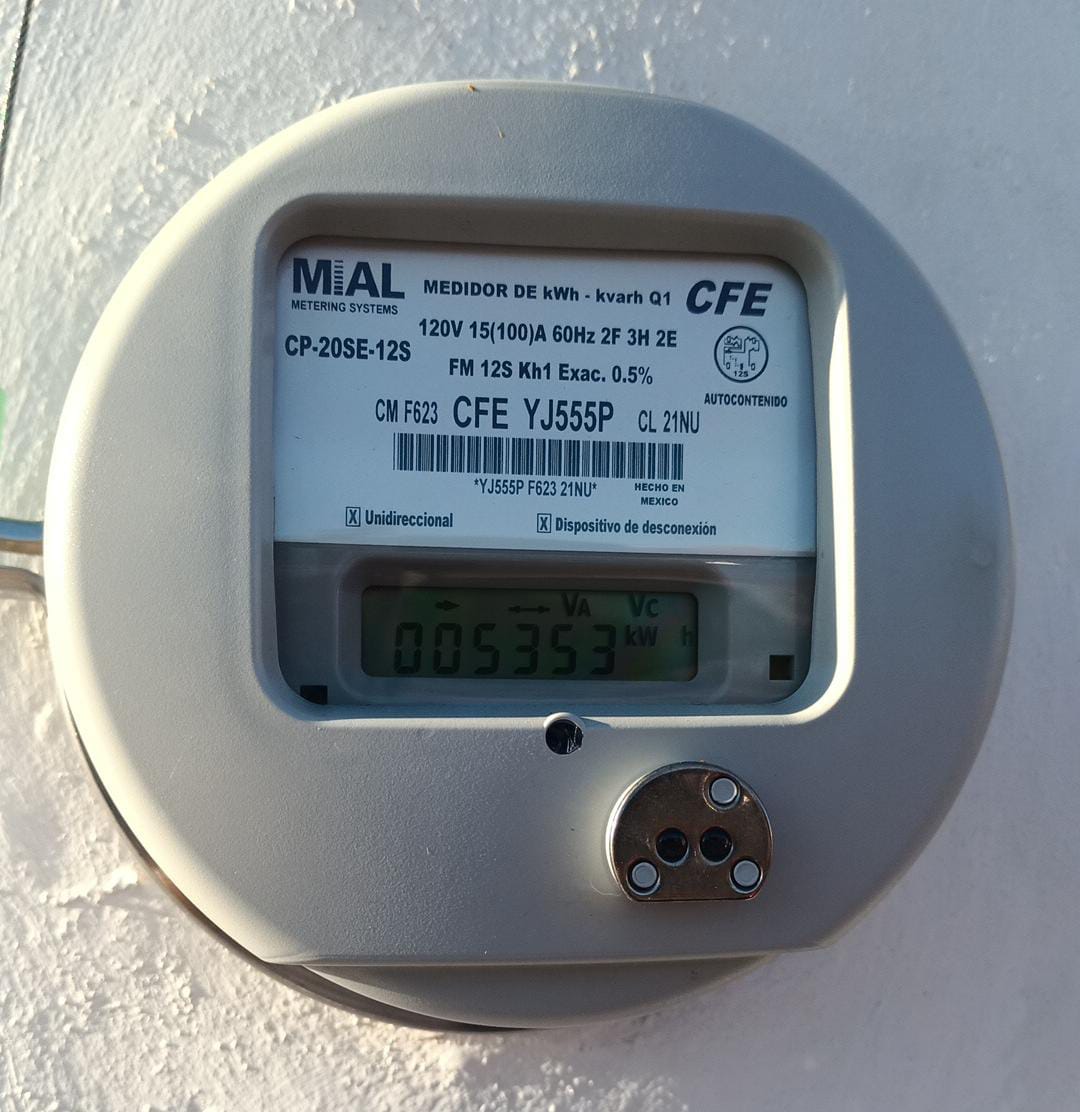 MIAL
METERING SYSTEMS
MEDIDOR DE kWh - kvarh Q1
CFE
120V 15(100)A 60Hz 2F 3H 2E
CP-20SE-12S
FM 12S Kh1 Exac. 0.5%
12S
AUTOCONTENIDO
CM F623 CFE YJ555P CL 21NU
*YJ555P F623 21NU*
HECHO EN
MEXICO
X Unidireccional
X Dispositivo de desconexión
VA VC
005353 kW h